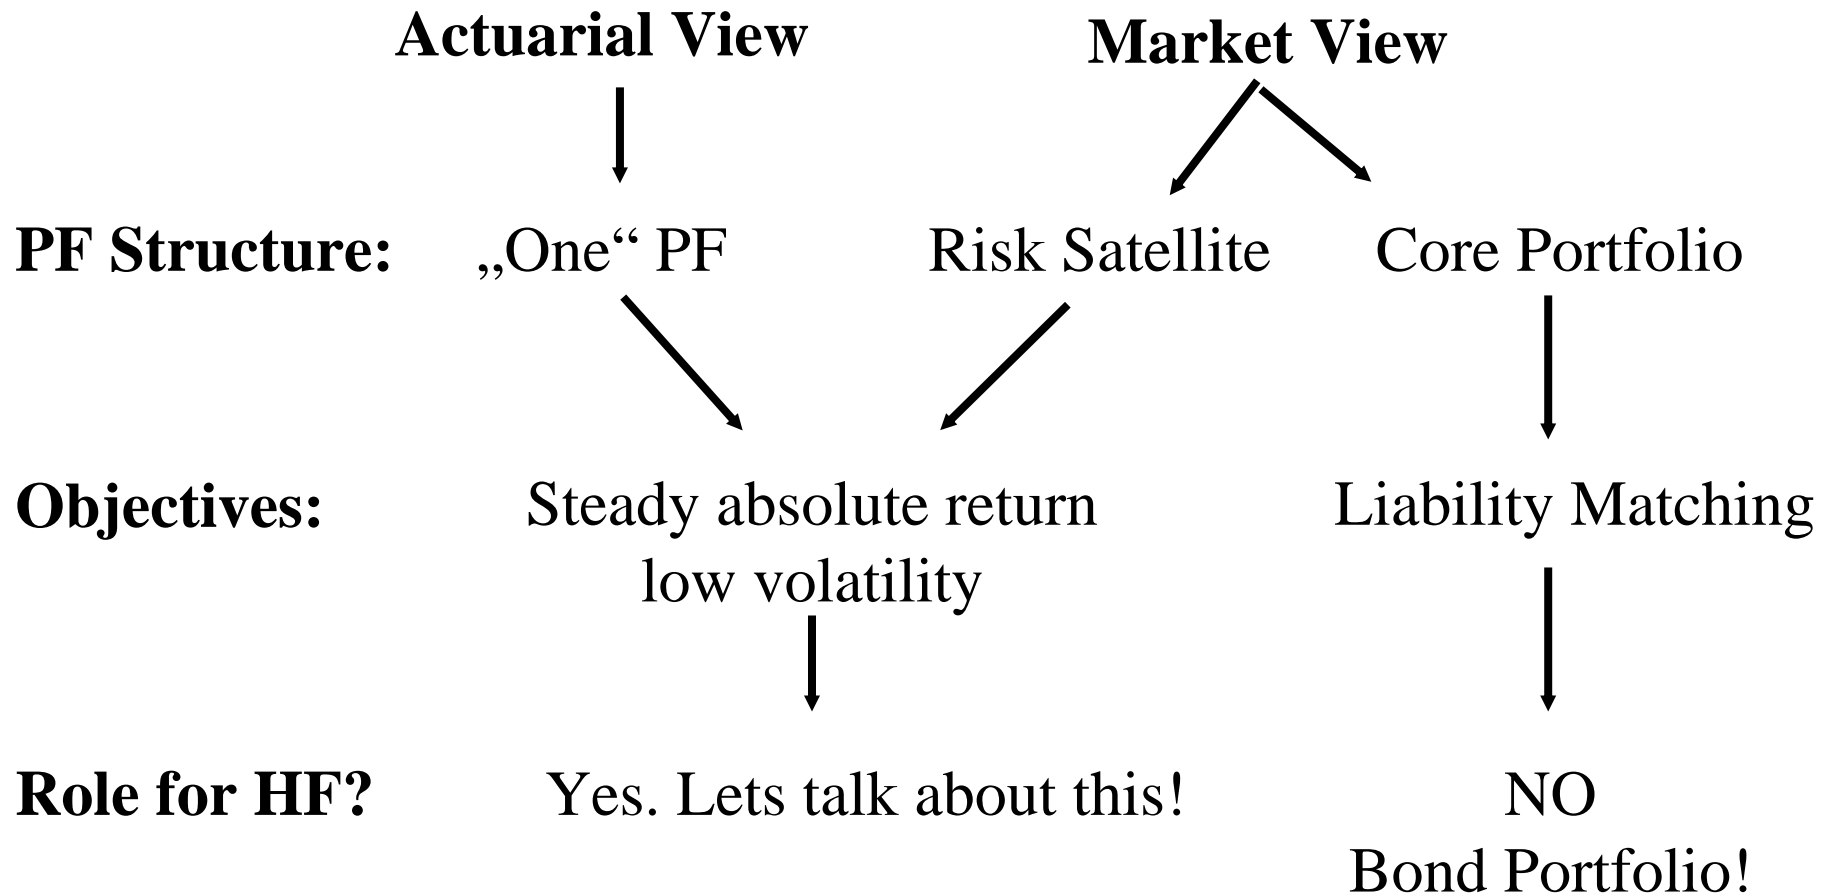 Actuarial View Market View
PF Structure: „One“ PF Risk Satellite Core Portfolio
Objectives: Steady absolute return Liability Matching
low volatility
Role for HF? Yes. Lets talk about this! NO
Bond Portfolio!